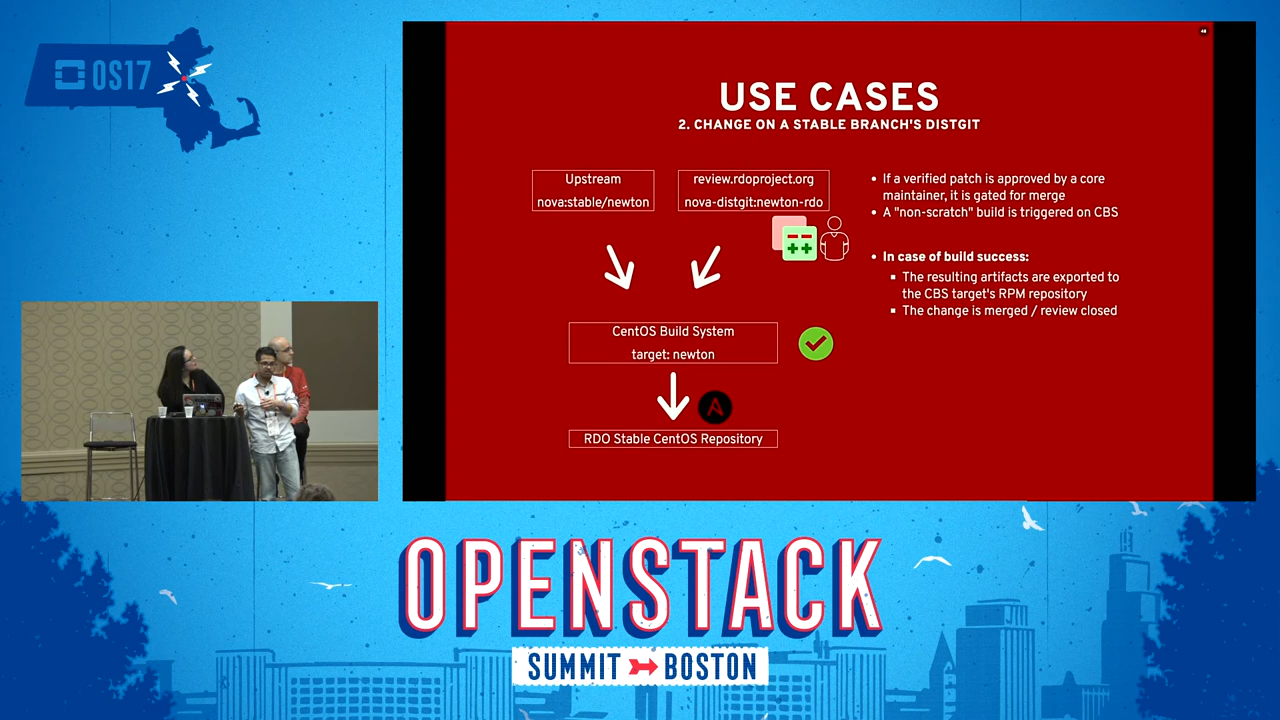 OS17
48
USE CASES
2. CHANGE ON A STABLE BRANCH'S DISTGIT
Upstream
nova:stable/newton
review.rdoproject.org
nova-distgit:newton-rdo
CentOS Build System
target: newton
RDO Stable CentOS Repository
If a verified patch is approved by a core
maintainer, it is gated for merge
A "non-scratch" build is triggered on CBS
In case of build success:
The resulting artifacts are exported to
the CBS target's RPM repository
The change is merged / review closed
OPENSTACK
SUMMIT BOSTON